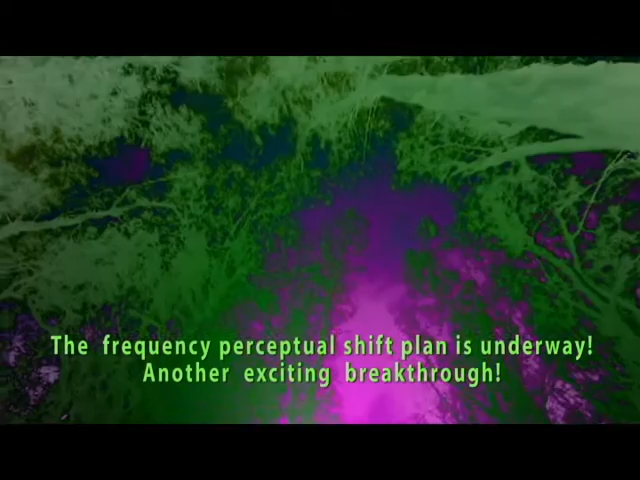 The frequency perceptual shift plan is underway!
Another exciting breakthrough!